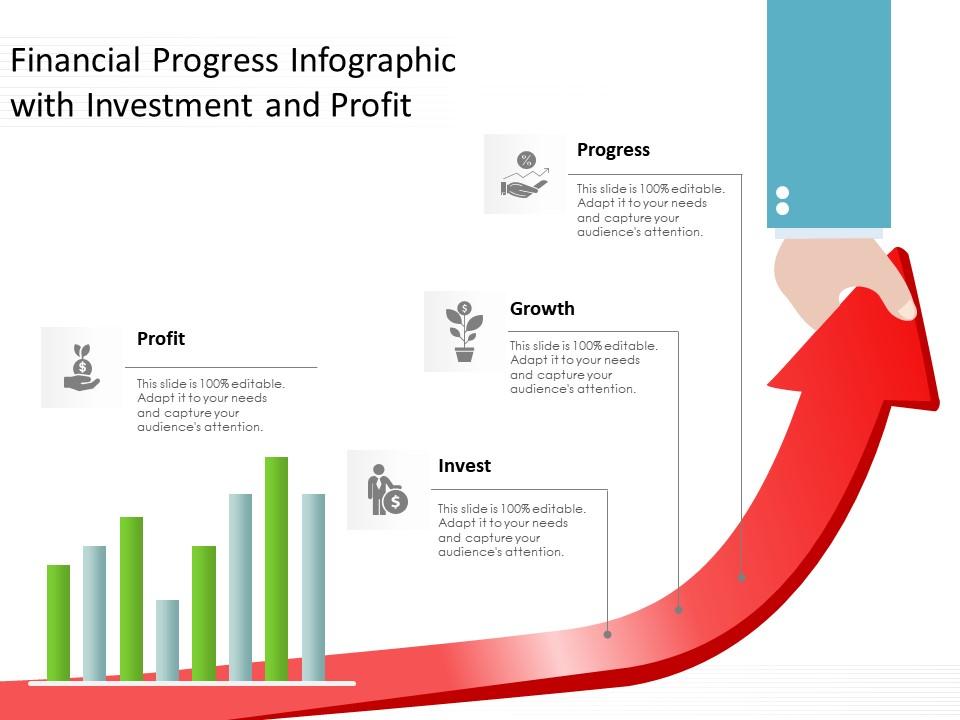 Financial Progress Infographic
with Investment and Profit
Progress
This slide is 100% editable.
Adapt it to your needs
and capture your
audience's attention.
Growth
This slide is 100% editable.
Adapt it to your needs
and capture your
audience's attention.
Profit
This slide is 100% editable.
Adapt it to your needs
and capture your
audience's attention.
Invest
This slide is 100% editable.
Adapt it to your needs
and capture your
audience's attention.